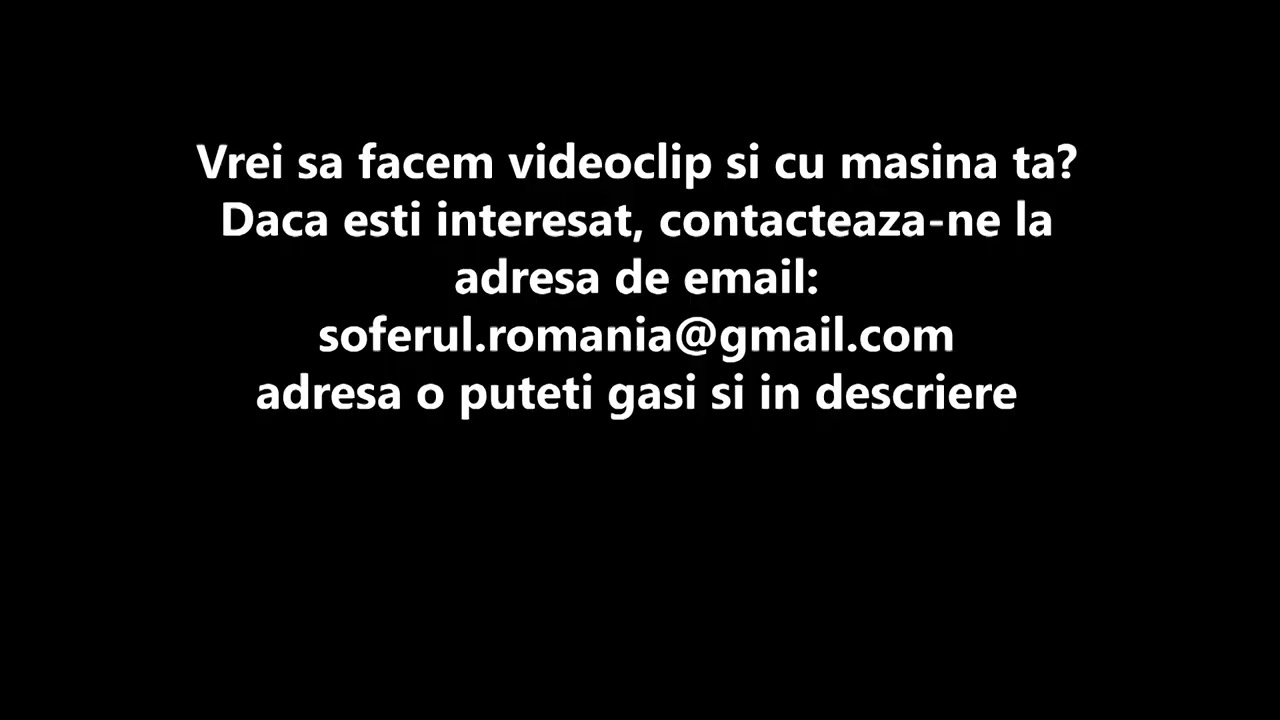 Vrei sa facem videoclip si cu masina ta?
Daca esti interesat, contacteaza-ne la
adresa de email:
soferul.romania@gmail.com
adresa o puteti gasi si in descriere